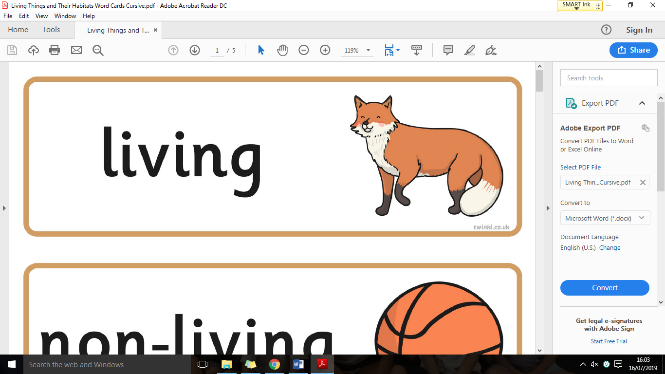 Living Things and Their Habitats Word Cards Cursive.pdf - Adobe Acrobat Reader DC
SMART Ink
File Edit View Window Help
Home Tools Living Things and T... × ? Sign In
1 / 5 119% Share
living
twinkl.co.uk
non-living
Search tools
Export PDF
Adobe Export PDF
Convert PDF Files to Word
or Excel Online
Select PDF File
Living Thin...Cursive.pdf ×
Convert to
Microsoft Word (*.docx)
Document Language:
English (U.S.) Change
Convert
Get legal e-signatures
with Adobe Sign
Start Free Trial
Search the web and Windows
16:03
16/07/2019